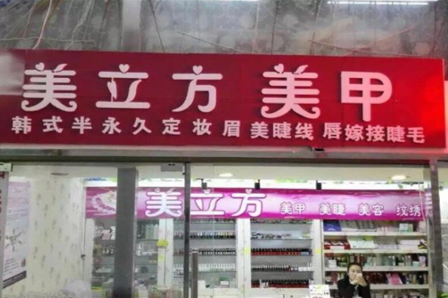 美立方 美甲
韩式半永久定妆眉 美睫线 唇嫁接睫毛
美立方 美甲 美睫 美容 纹绣